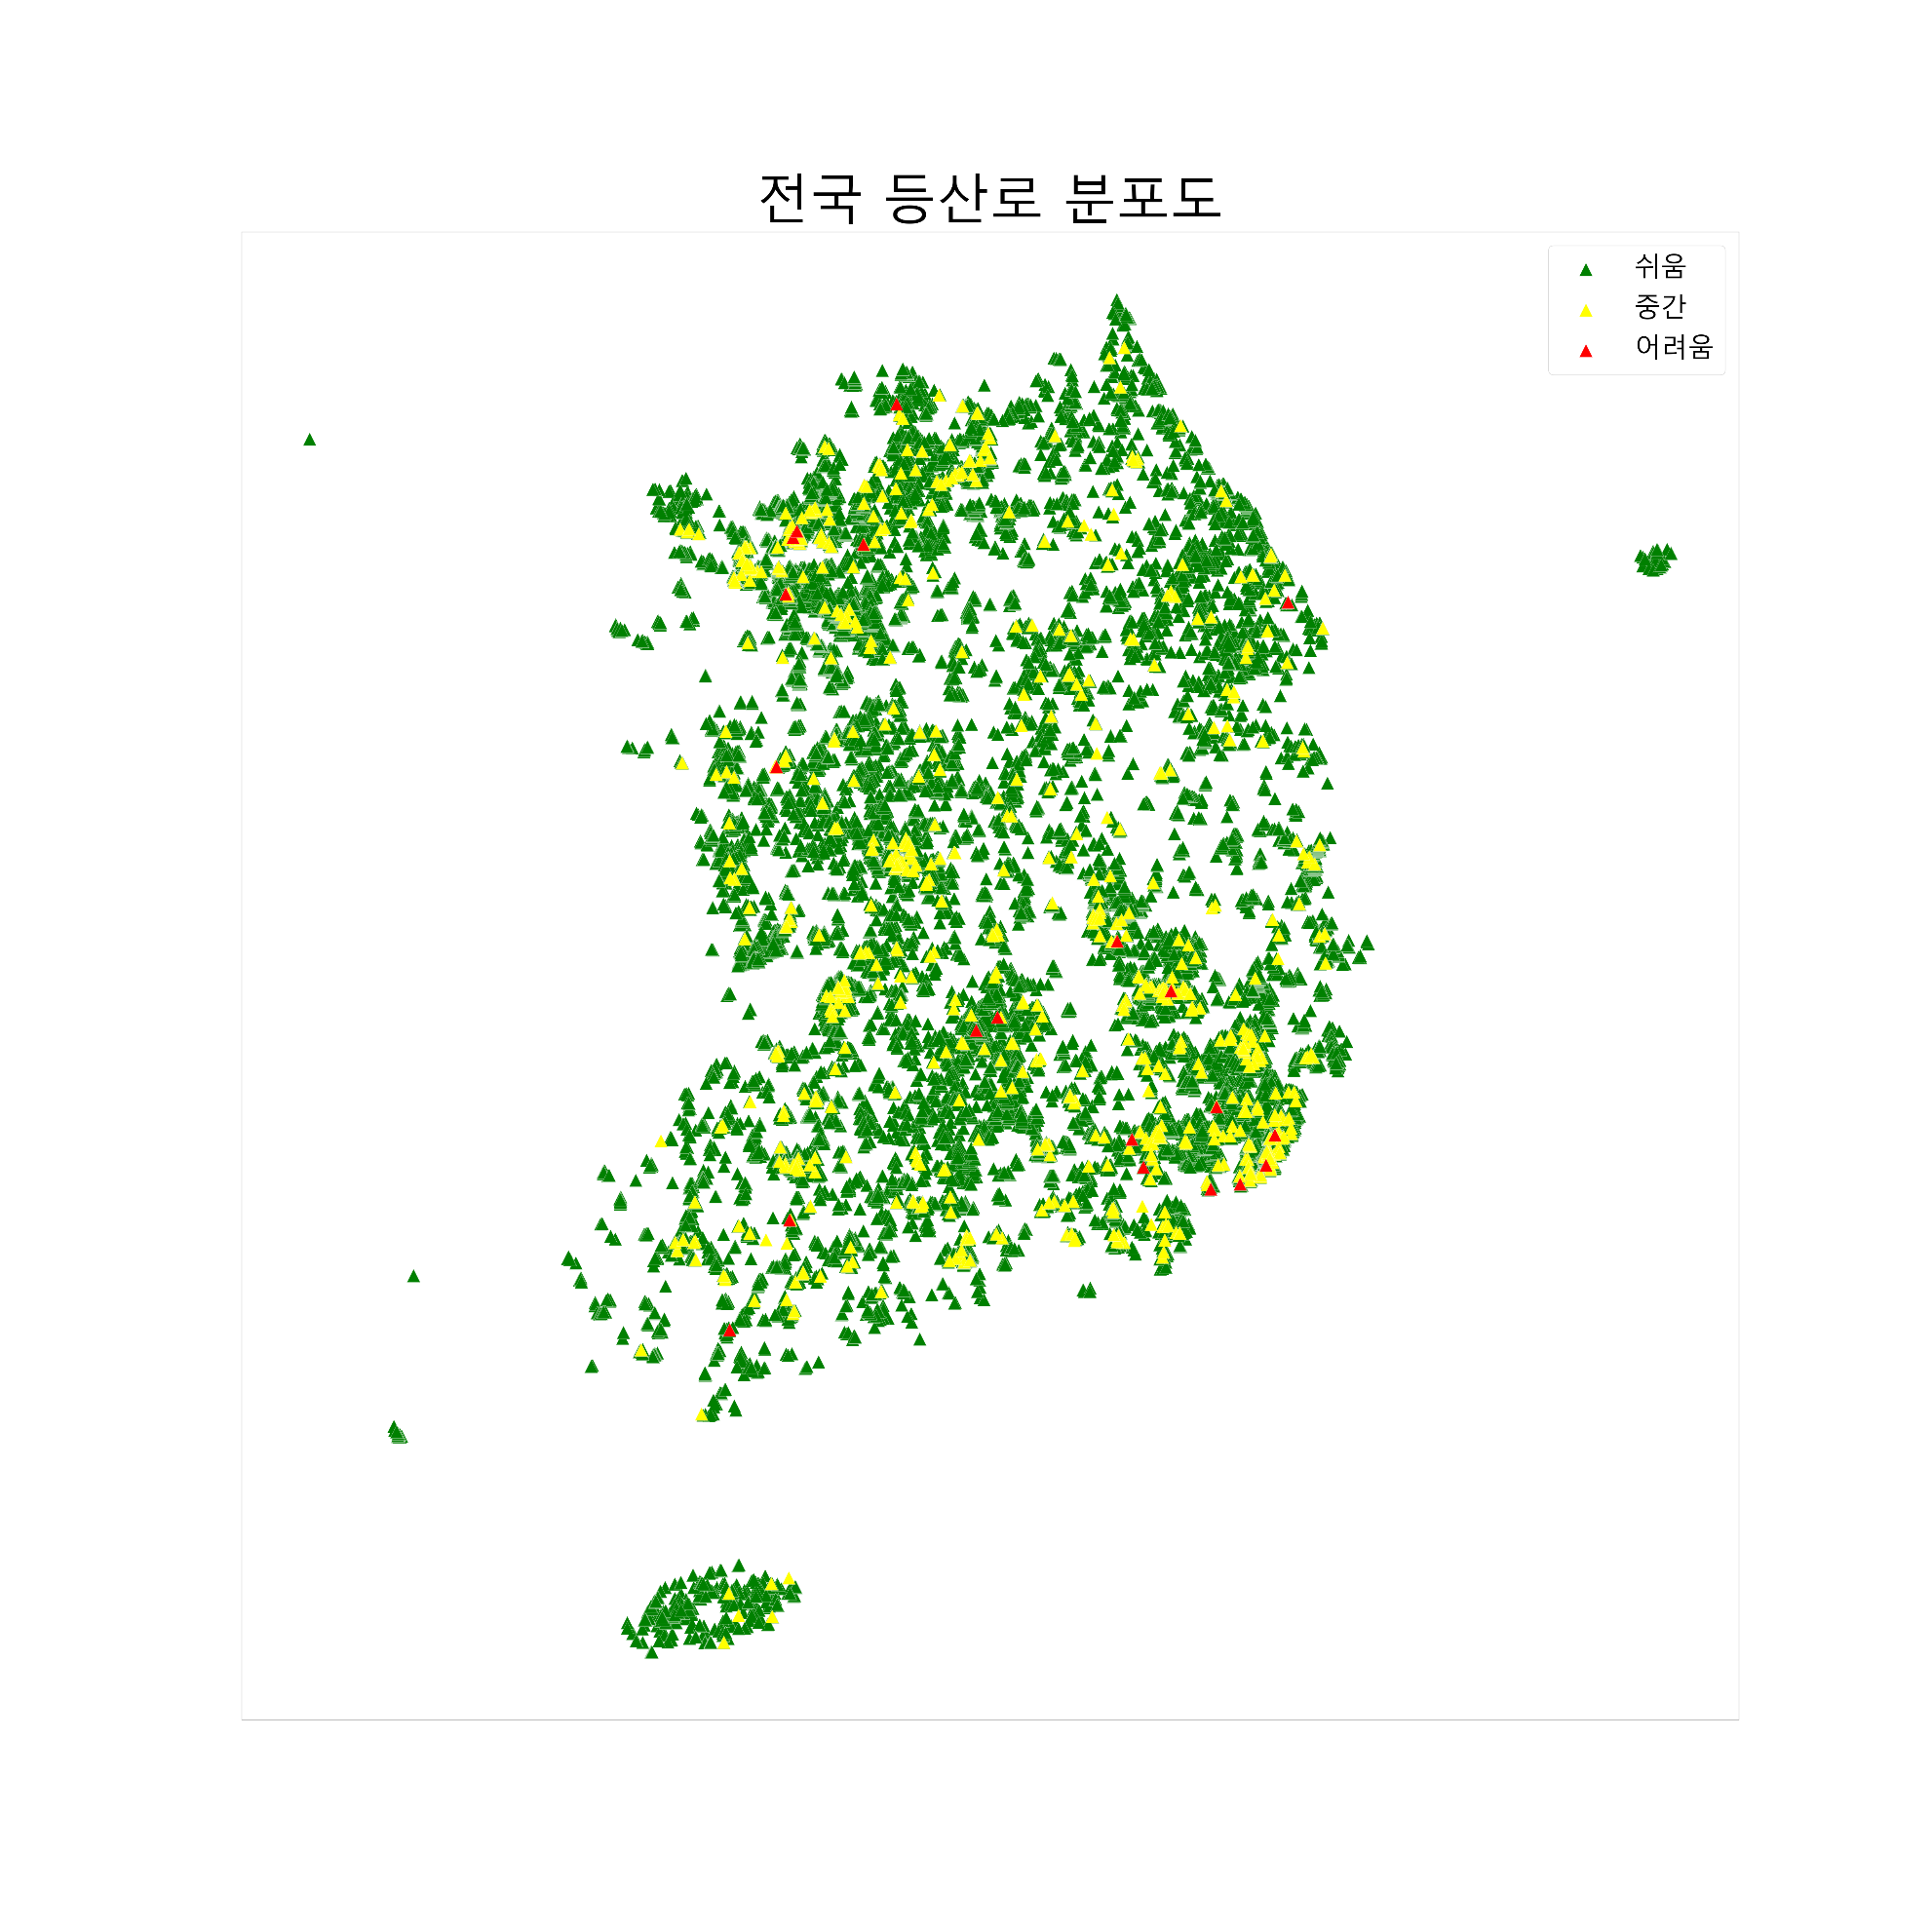 전국 등산로 분포도
쉬움
중간
어려움